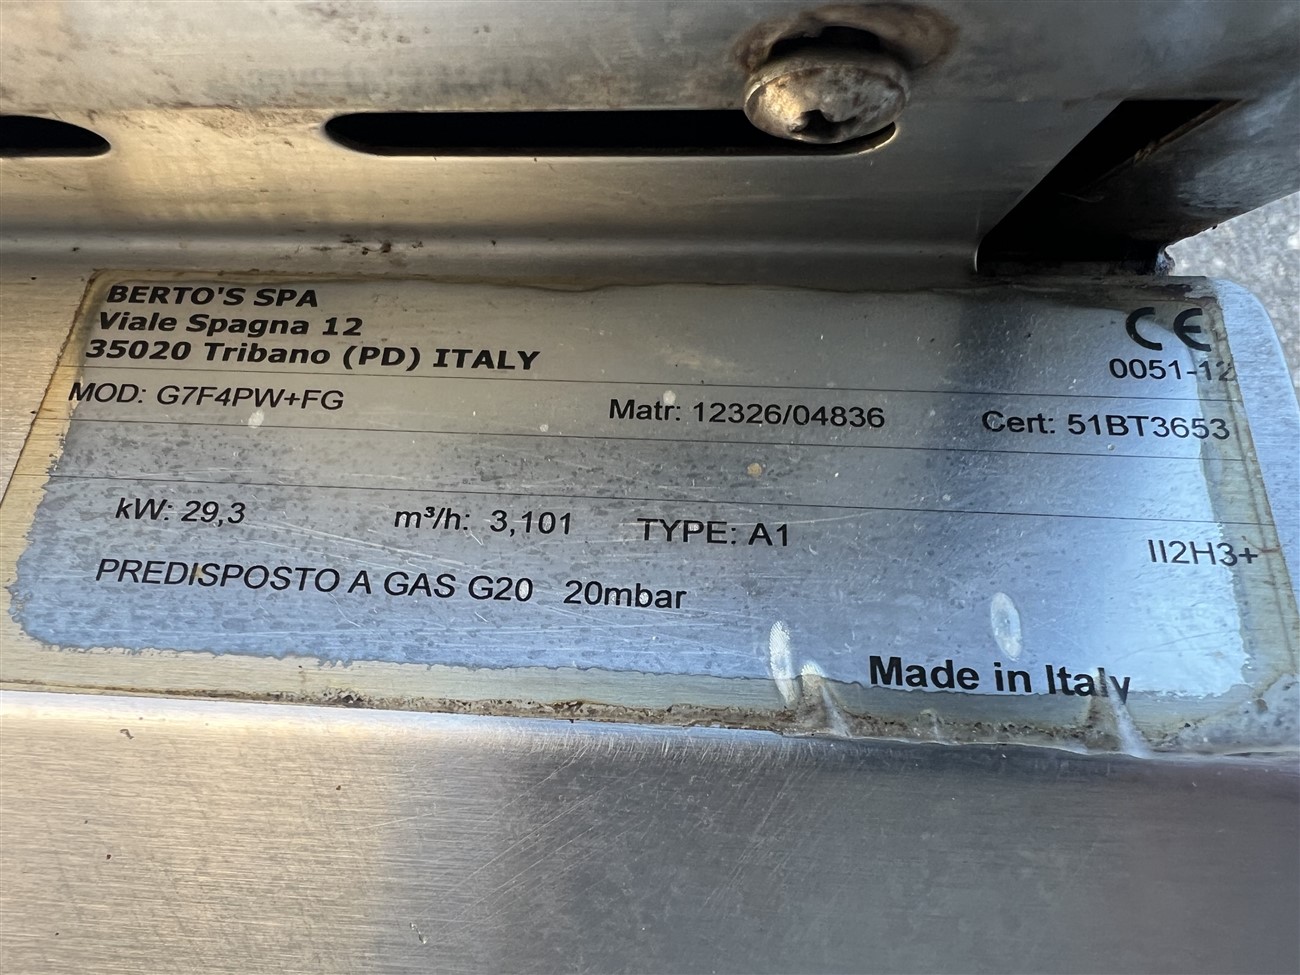 BERTO'S SPA
Viale Spagna 12
35020 Tribano (PD) ITALY
CE
0051-12
MOD: G7F4PW+FG Matr: 12326/04836 Cert: 51BT3653
kW: 29,3 m³/h: 3,101 TYPE: A1 II2H3+
PREDISPOSTO A GAS G20 20mbar
Made in Italy